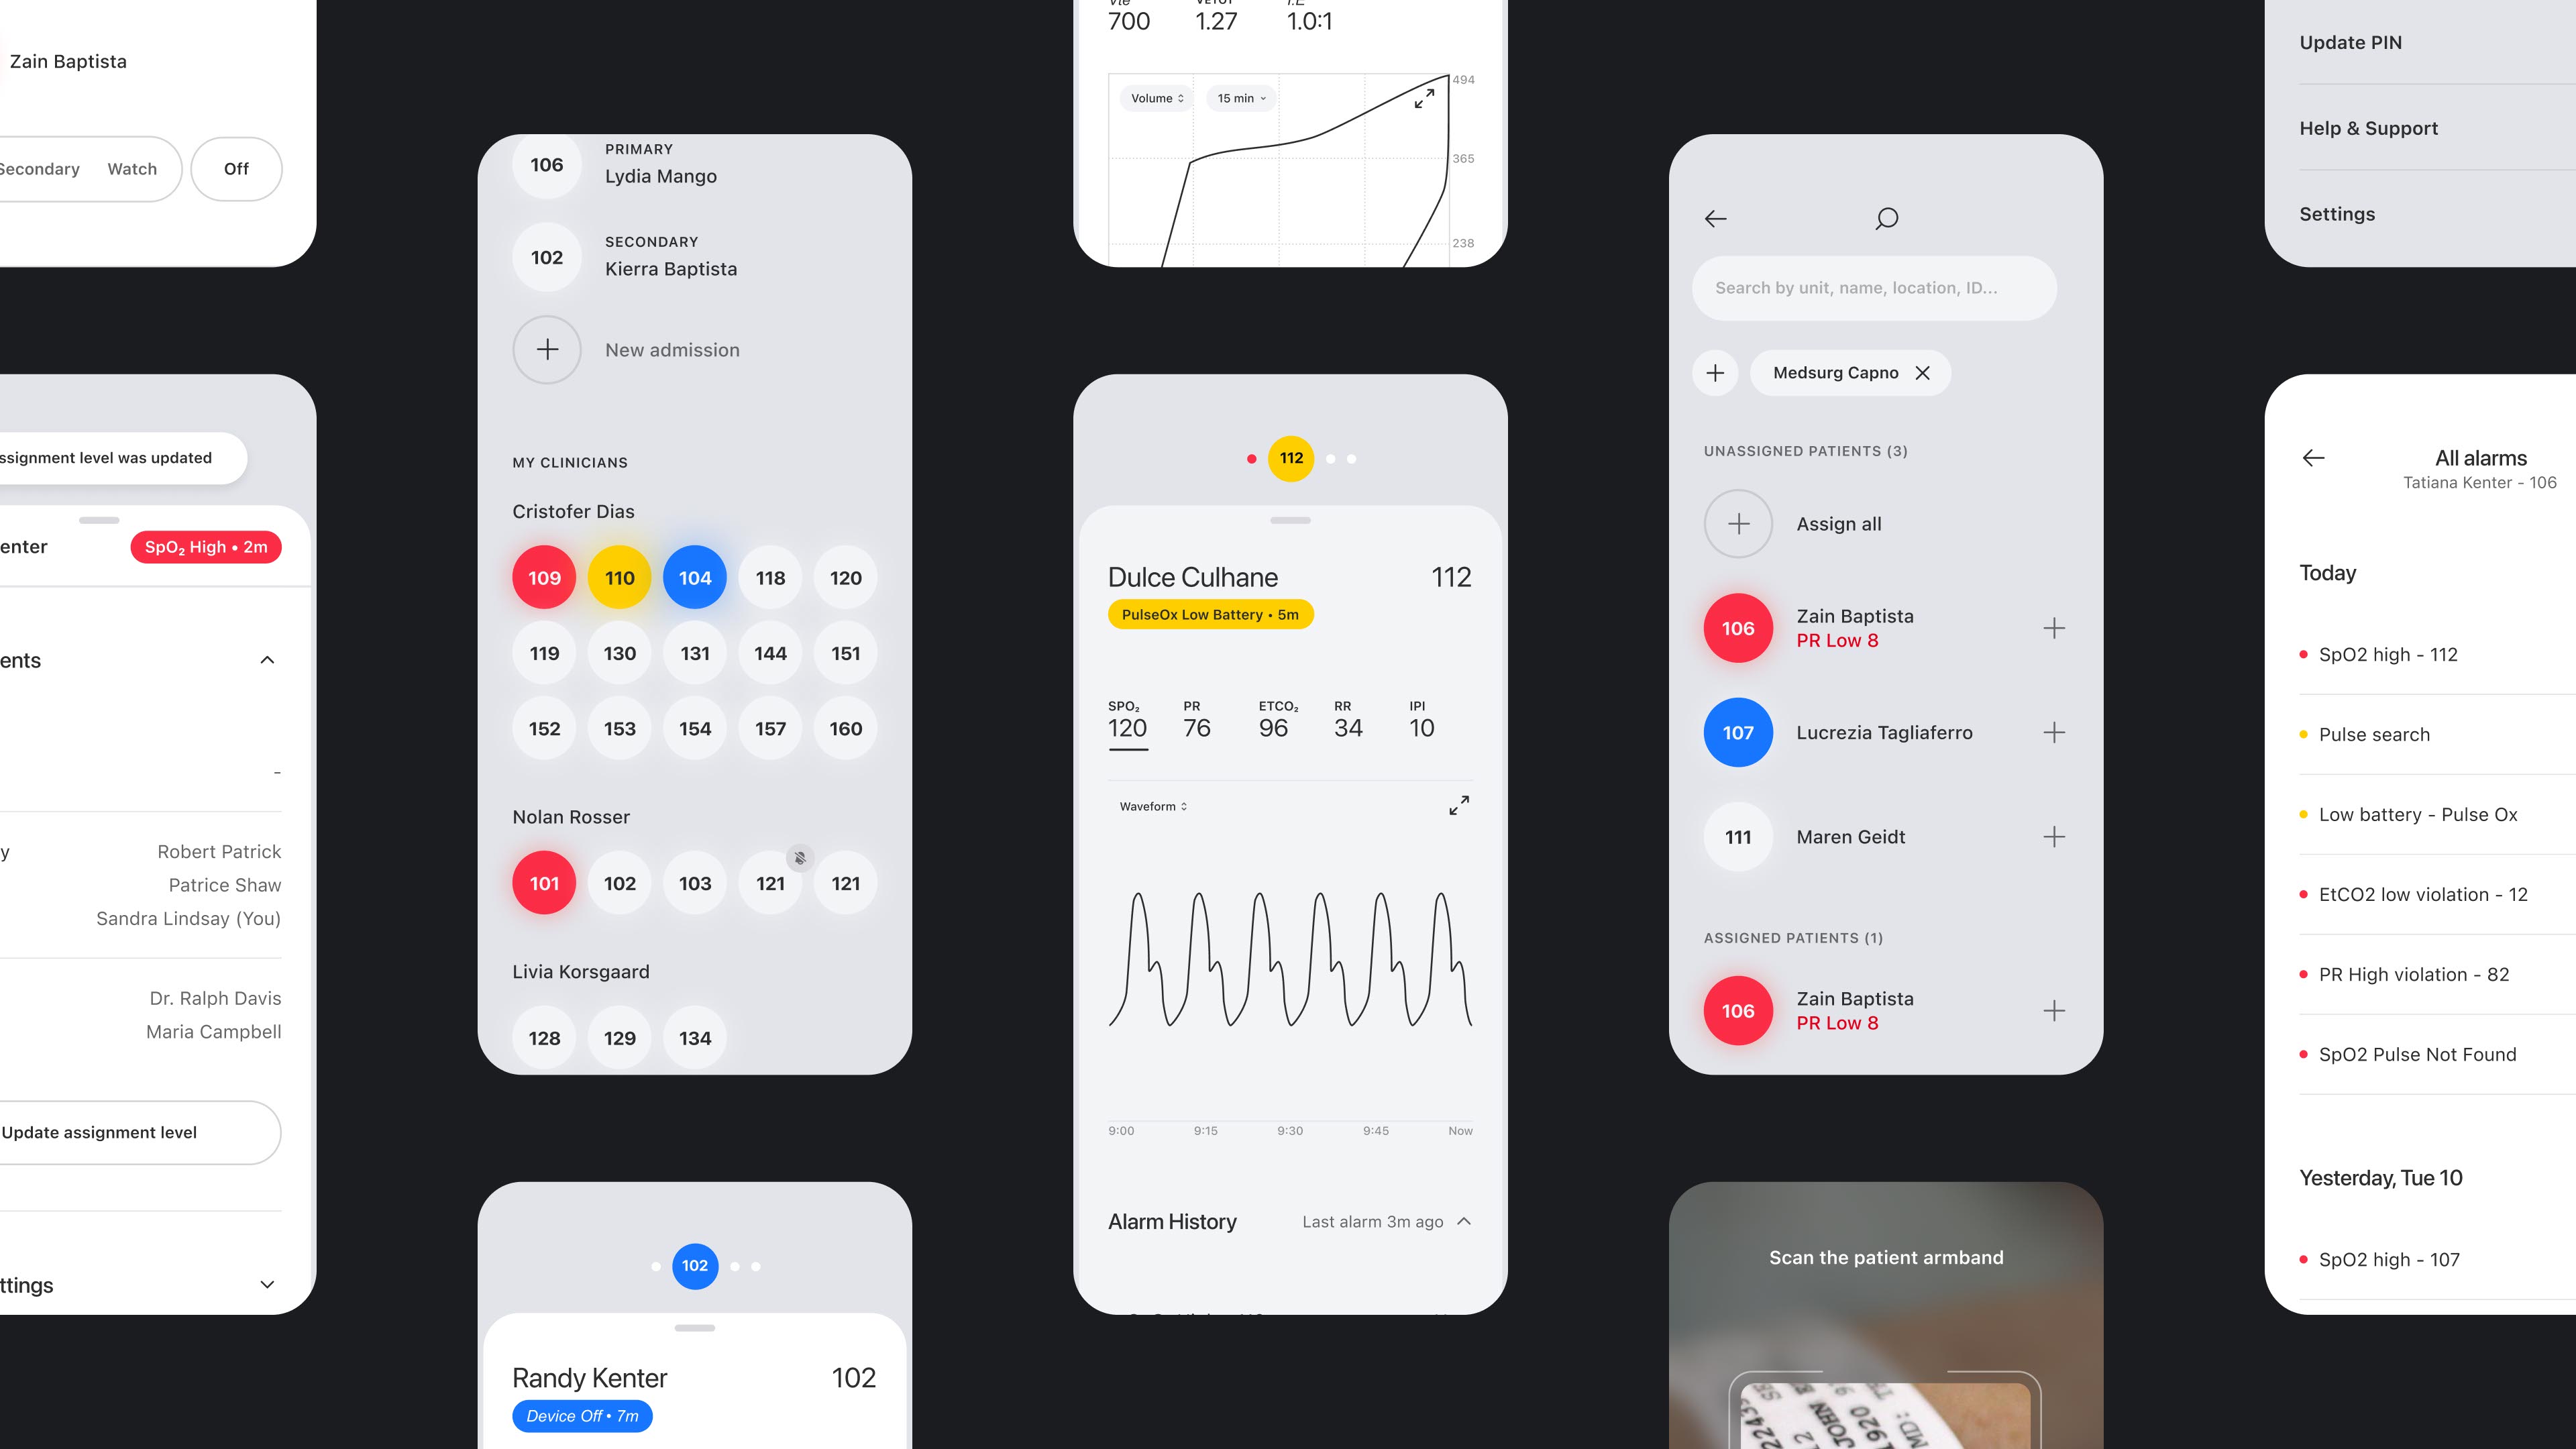 Zain Baptista
Secondary
Watch
Off
assignment level was updated
SpO₂ High • 2m
-
Robert Patrick
Patrice Shaw
Sandra Lindsay (You)
Dr. Ralph Davis
Maria Campbell
Update assignment level
106
PRIMARY
Lydia Mango
102
SECONDARY
Kierra Baptista
New admission
MY CLINICIANS
Cristofer Dias
109 110 104 118 120
119 130 131 144 151
152 153 154 157 160
Nolan Rosser
101 102 103 121 121
Livia Korsgaard
128 129 134
102
Randy Kenter 102
Device Off • 7m
Vte VETOT I:E
700 1.27 1.0:1
Volume 15 min
494
365
238
112
Dulce Culhane 112
PulseOx Low Battery • 5m
SPO₂ PR ETCO₂ RR IPI
120 76 96 34 10
Waveform
9:00 9:15 9:30 9:45 Now
Alarm History Last alarm 3m ago
Search by unit, name, location, ID...
Medsurg Capno
UNASSIGNED PATIENTS (3)
Assign all
106
Zain Baptista
PR Low 8
107
Lucrezia Tagliaferro
111
Maren Geidt
ASSIGNED PATIENTS (1)
106
Zain Baptista
PR Low 8
Scan the patient armband
JOHN
1920
MD:
Update PIN
Help & Support
Settings
All alarms
Tatiana Kenter - 106
Today
SpO2 high - 112
Pulse search
Low battery - Pulse Ox
EtCO2 low violation - 12
PR High violation - 82
SpO2 Pulse Not Found
Yesterday, Tue 10
SpO2 high - 107